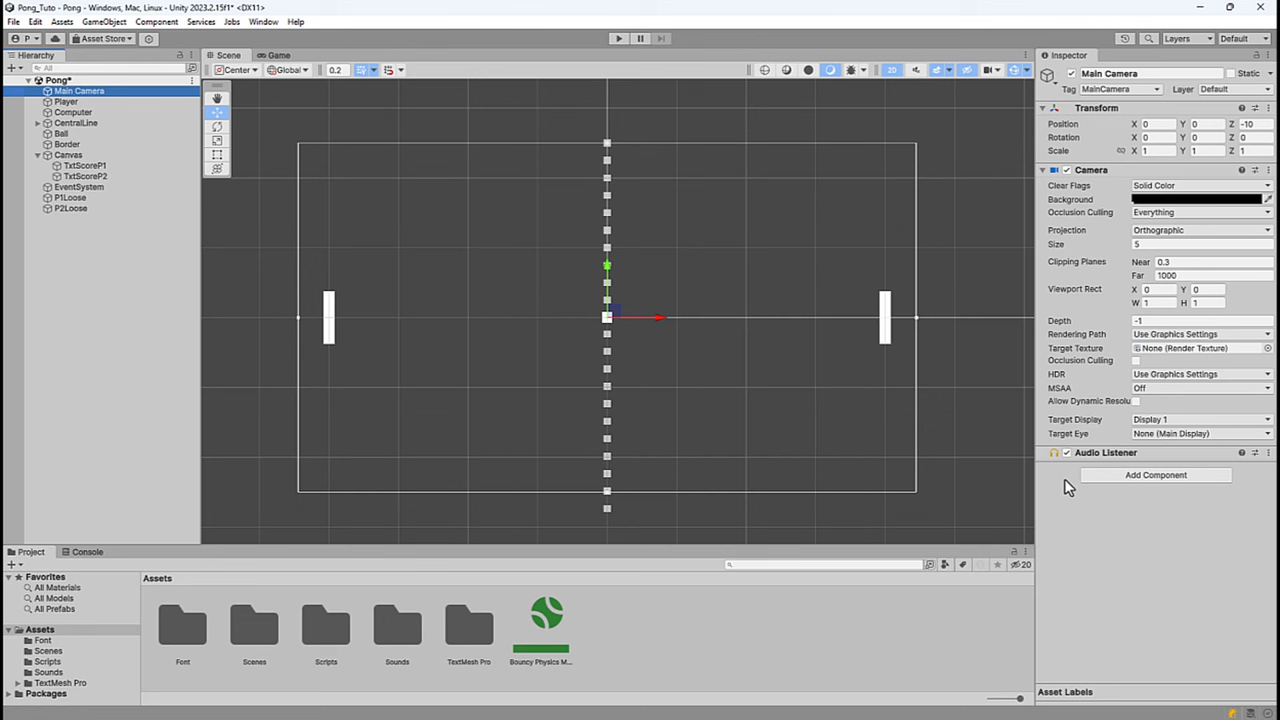 Pong_Tuto - Pong - Windows, Mac, Linux - Unity 2023.2.15f1* <DX11>
File Edit Assets GameObject Component Services Jobs Window Help
P Asset Store Layers Default
Hierarchy
All
Pong*
Main Camera
Player
Computer
CentralLine
Ball
Border
Canvas
TxtScoreP1
TxtScoreP2
EventSystem
P1Loose
P2Loose
Scene Game
Center Global 0.2 2D
Inspector
Main Camera Static
Tag MainCamera Layer Default
Transform
Position X 0 Y 0 Z -10
Rotation X 0 Y 0 Z 0
Scale X 1 Y 1 Z 1
Camera
Clear Flags Solid Color
Background
Occlusion Culling Everything
Projection Orthographic
Size 5
Clipping Planes Near 0.3
Far 1000
Viewport Rect X 0 Y 0
W 1 H 1
Depth -1
Rendering Path Use Graphics Settings
Target Texture None (Render Texture)
Occlusion Culling
HDR Use Graphics Settings
MSAA Off
Allow Dynamic Resolu
Target Display Display 1
Target Eye None (Main Display)
Audio Listener
Add Component
Asset Labels
Project Console
20
Favorites
All Materials
All Models
All Prefabs
Assets
Font
Scenes
Scripts
Sounds
TextMesh Pro
Packages
Assets
Font Scenes Scripts Sounds TextMesh Pro Bouncy Physics M...